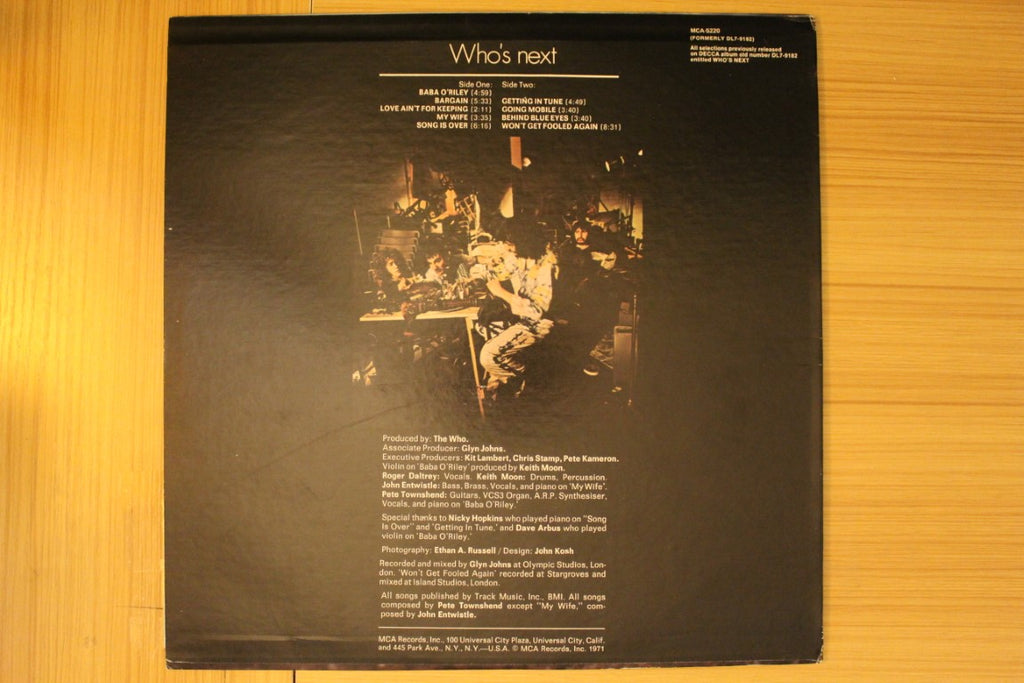 MCA-5220
(FORMERLY DL7-9182)
All selections previously released
on DECCA album old number DL7-9182
entitled WHO'S NEXT
Who's next
Side One:
BABA O'RILEY (4:59)
BARGAIN (5:33)
LOVE AIN'T FOR KEEPING (2:11)
MY WIFE (3:35)
SONG IS OVER (6:16)
Side Two:
GETTING IN TUNE (4:49)
GOING MOBILE (3:40)
BEHIND BLUE EYES (3:40)
WON'T GET FOOLED AGAIN (8:31)
Produced by: The Who.
Associate Producer: Glyn Johns.
Executive Producers: Kit Lambert, Chris Stamp, Pete Kameron.
Violin on 'Baba O'Riley' produced by Keith Moon.
Roger Daltrey: Vocals. Keith Moon: Drums, Percussion.
John Entwistle: Bass, Brass, Vocals, and piano on 'My Wife'.
Pete Townshend: Guitars, VCS3 Organ, A.R.P. Synthesiser,
Vocals, and piano on 'Baba O'Riley.'
Special thanks to Nicky Hopkins who played piano on "Song
Is Over" and 'Getting In Tune,' and Dave Arbus who played
violin on 'Baba O'Riley.'
Photography: Ethan A. Russell / Design: John Kosh
Recorded and mixed by Glyn Johns at Olympic Studios, Lon-
don. 'Won't Get Fooled Again' recorded at Stargroves and
mixed at Island Studios, London.
All songs published by Track Music, Inc., BMI. All songs
composed by Pete Townshend except "My Wife," com-
posed by John Entwistle.
MCA Records, Inc., 100 Universal City Plaza, Universal City, Calif.
and 445 Park Ave., N.Y., N.Y.—U.S.A. © MCA Records, Inc. 1971